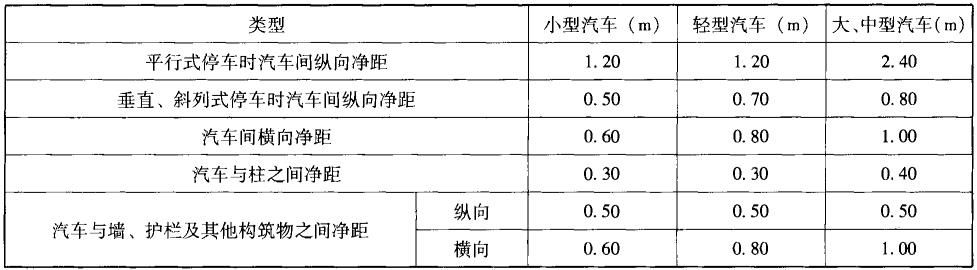 类型 小型汽车（m） 轻型汽车（m） 大、中型汽车(m)
平行式停车时汽车间纵向净距 1.20 1.20 2.40
垂直、斜列式停车时汽车间纵向净距 0.50 0.70 0.80
汽车间横向净距 0.60 0.80 1.00
汽车与柱之间净距 0.30 0.30 0.40
汽车与墙、护栏及其他构筑物之间净距 纵向 0.50 0.50 0.50
横向 0.60 0.80 1.00